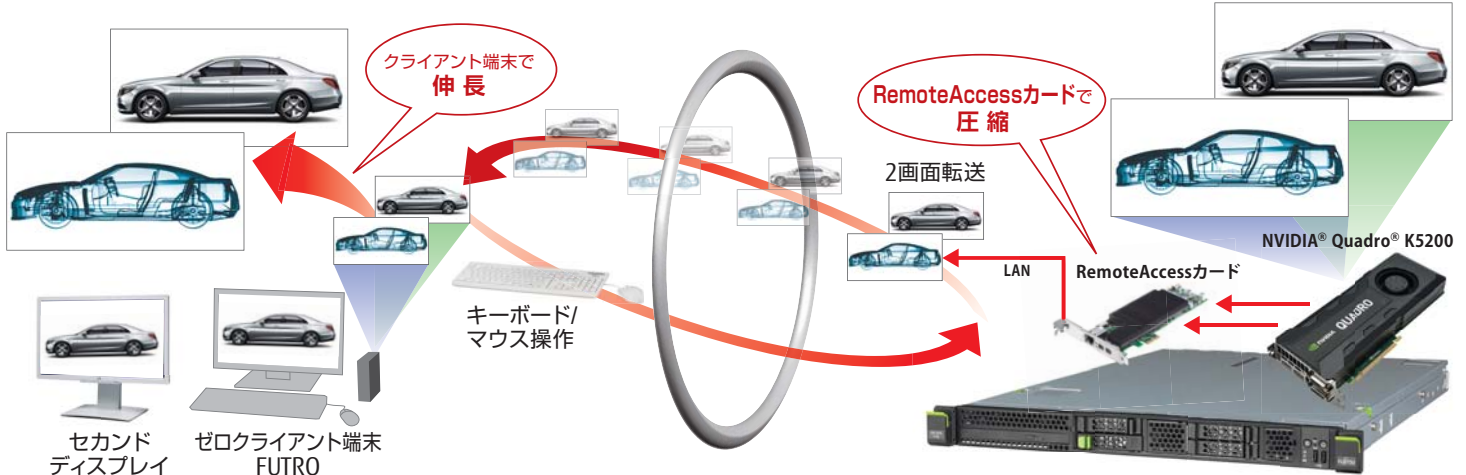 クライアント端末で
伸 長
RemoteAccessカードで
圧 縮
2画面転送
NVIDIA® Quadro® K5200
LAN
RemoteAccessカード
キーボード/
マウス操作
NVIDIA
QUADRO
セカンド
ディスプレイ
ゼロクライアント端末
FUTRO